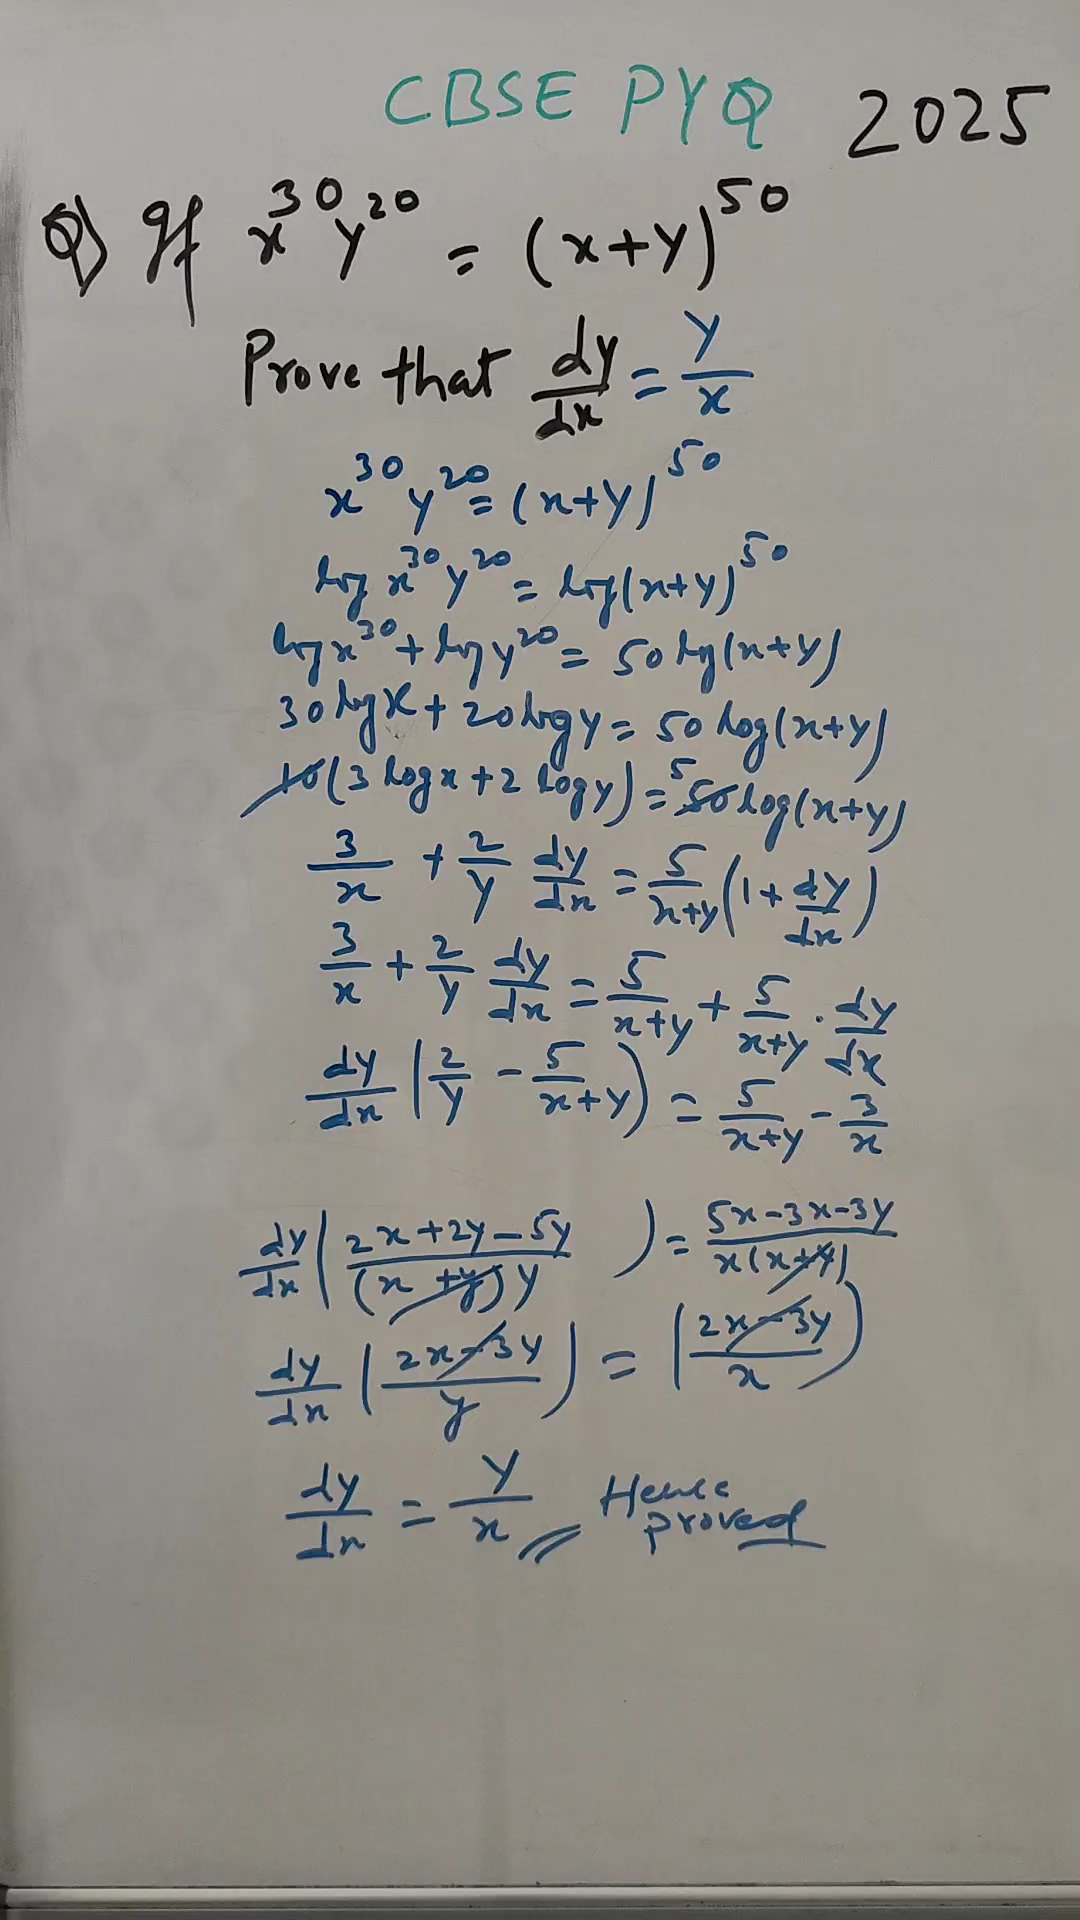 CBSE PYQ 2025
Q) If x^30 y^20 = (x+y)^50
Prove that dy/dx = y/x
x^30 y^20 = (x+y)^50
log x^30 y^20 = log(x+y)^50
log x^30 + log y^20 = 50 log(x+y)
30 log x + 20 log y = 50 log(x+y)
10(3 log x + 2 log y) = 5 50 log(x+y)
3/x + 2/y dy/dx = 5/(x+y) (1 + dy/dx)
3/x + 2/y dy/dx = 5/(x+y) + 5/(x+y) · dy/dx
dy/dx (2/y - 5/(x+y)) = 5/(x+y) - 3/x
dy/dx ((2x+2y-5y)/((x+y)y)) = (5x-3x-3y)/(x(x+y))
dy/dx ((2x-3y)/y) = ((2x-3y)/x)
dy/dx = y/x Hence
proved